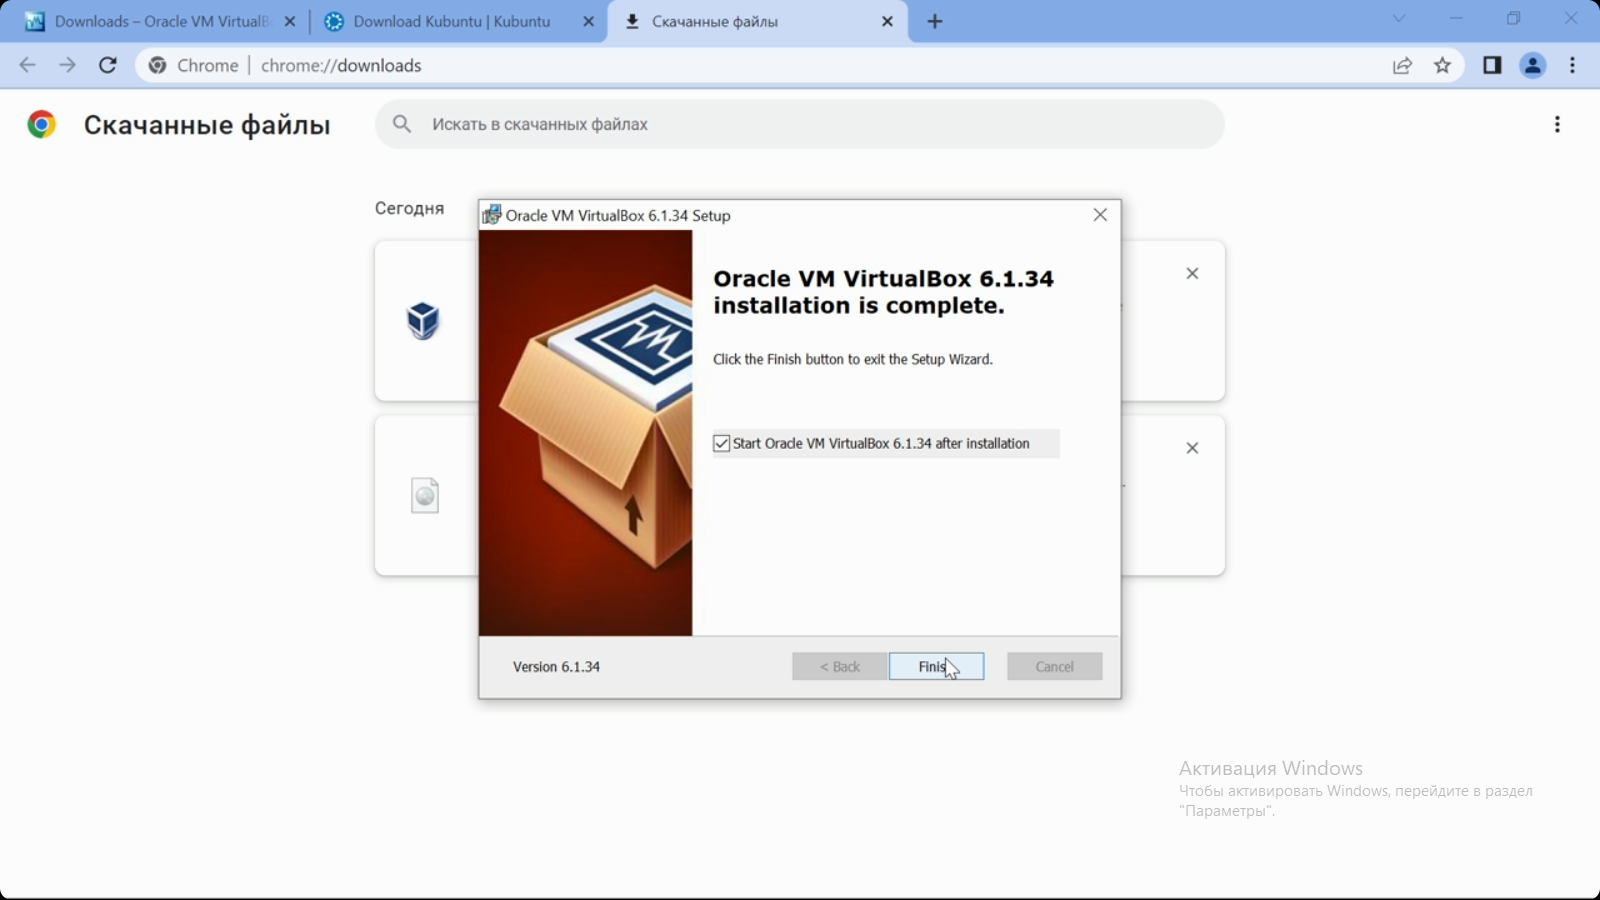 Downloads – Oracle VM VirtualB
Download Kubuntu | Kubuntu
Скачанные файлы
Chrome
chrome://downloads
Скачанные файлы
Искать в скачанных файлах
Сегодня
Oracle VM VirtualBox 6.1.34 Setup
Oracle VM VirtualBox 6.1.34
installation is complete.
Click the Finish button to exit the Setup Wizard.
Start Oracle VM VirtualBox 6.1.34 after installation
Version 6.1.34
< Back
Finis
Cancel
Активация Windows
Чтобы активировать Windows, перейдите в раздел
"Параметры".